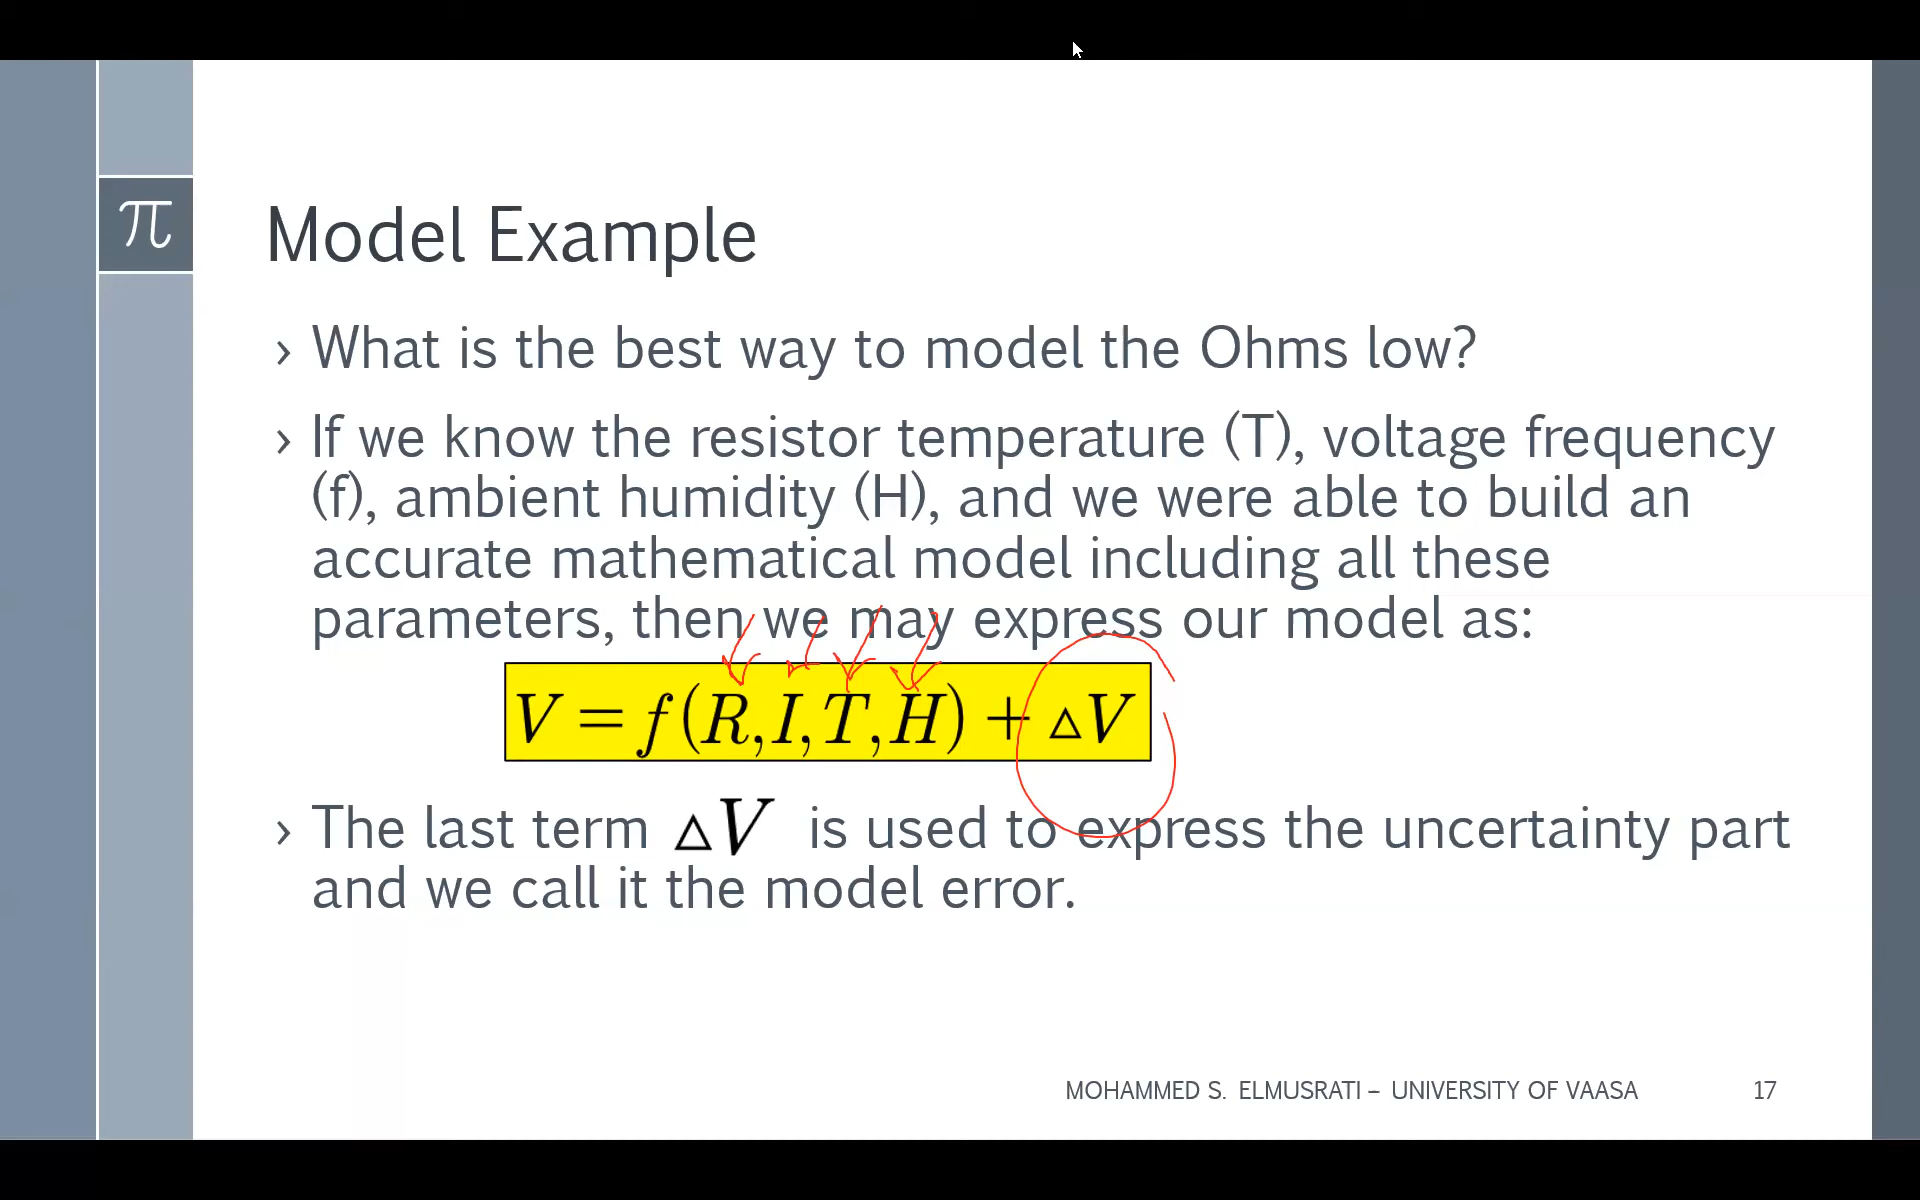 π
Model Example
› What is the best way to model the Ohms low?
› If we know the resistor temperature (T), voltage frequency
(f), ambient humidity (H), and we were able to build an
accurate mathematical model including all these
parameters, then we may express our model as:
V = f(R,I,T,H) + △V
› The last term △V is used to express the uncertainty part
and we call it the model error.
MOHAMMED S. ELMUSRATI – UNIVERSITY OF VAASA 17